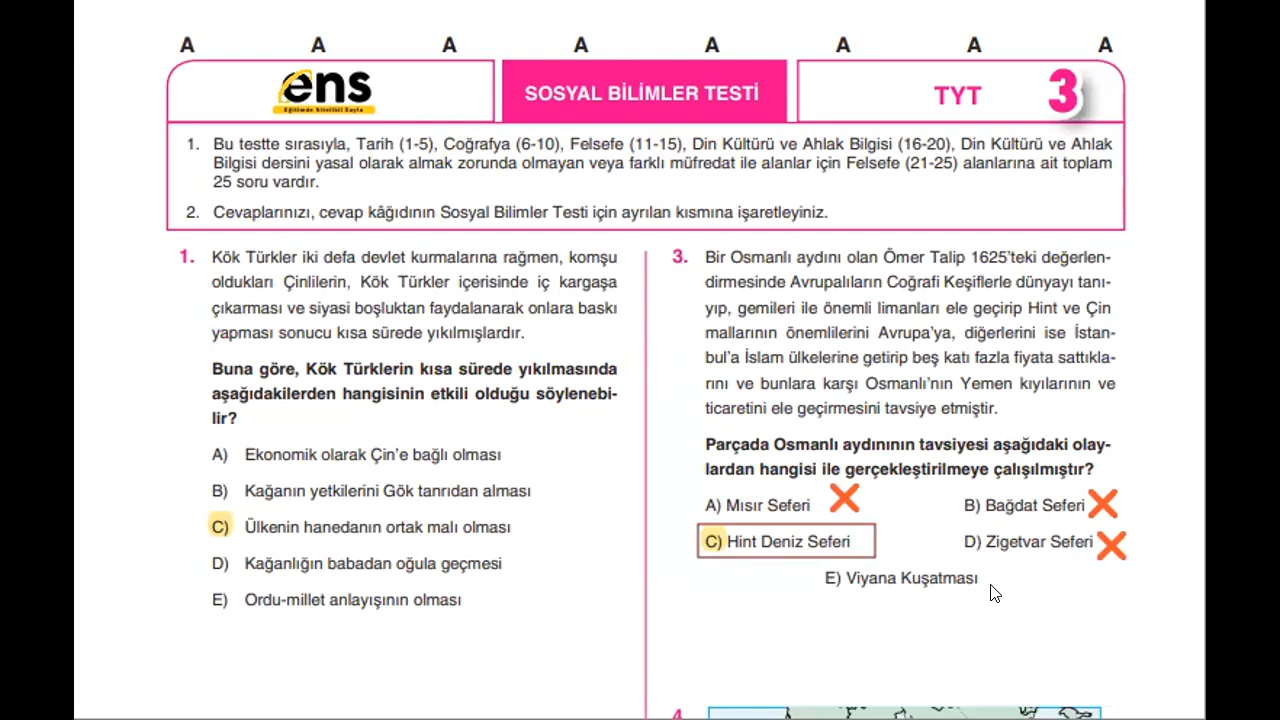 A A A A A A A A
ens
Eğitimde Nitelikli Sayfa
SOSYAL BİLİMLER TESTİ
TYT 3
1. Bu testte sırasıyla, Tarih (1-5), Coğrafya (6-10), Felsefe (11-15), Din Kültürü ve Ahlak Bilgisi (16-20), Din Kültürü ve Ahlak
Bilgisi dersini yasal olarak almak zorunda olmayan veya farklı müfredat ile alanlar için Felsefe (21-25) alanlarına ait toplam
25 soru vardır.
2. Cevaplarınızı, cevap kâğıdının Sosyal Bilimler Testi için ayrılan kısmına işaretleyiniz.
1. Kök Türkler iki defa devlet kurmalarına rağmen, komşu
oldukları Çinlilerin, Kök Türkler içerisinde iç kargaşa
çıkarması ve siyasi boşluktan faydalanarak onlara baskı
yapması sonucu kısa sürede yıkılmışlardır.
Buna göre, Kök Türklerin kısa sürede yıkılmasında
aşağıdakilerden hangisinin etkili olduğu söylenebi-
lir?
A) Ekonomik olarak Çin'e bağlı olması
B) Kağanın yetkilerini Gök tanrıdan alması
C) Ülkenin hanedanın ortak malı olması
D) Kağanlığın babadan oğula geçmesi
E) Ordu-millet anlayışının olması
3. Bir Osmanlı aydını olan Ömer Talip 1625'teki değerlen-
dirmesinde Avrupalıların Coğrafi Keşiflerle dünyayı tanı-
yıp, gemileri ile önemli limanları ele geçirip Hint ve Çin
mallarının önemlilerini Avrupa'ya, diğerlerini ise İstan-
bul'a İslam ülkelerine getirip beş katı fazla fiyata sattıkla-
rını ve bunlara karşı Osmanlı'nın Yemen kıyılarının ve
ticaretini ele geçirmesini tavsiye etmiştir.
Parçada Osmanlı aydınının tavsiyesi aşağıdaki olay-
lardan hangisi ile gerçekleştirilmeye çalışılmıştır?
A) Mısır Seferi B) Bağdat Seferi
C) Hint Deniz Seferi D) Zigetvar Seferi
E) Viyana Kuşatması
4.